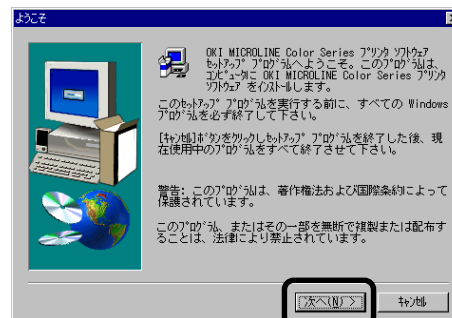 ようこそ
OKI MICROLINE Color Series ﾌﾟﾘﾝﾀ ｿﾌﾄｳｪｱ
ｾｯﾄｱｯﾌﾟ ﾌﾟﾛｸﾞﾗﾑへようこそ。このﾌﾟﾛｸﾞﾗﾑは、
ｺﾝﾋﾟｭｰﾀに OKI MICROLINE Color Series ﾌﾟﾘﾝﾀ
ｿﾌﾄｳｪｱ をｲﾝｽﾄｰﾙします。
このｾｯﾄｱｯﾌﾟ ﾌﾟﾛｸﾞﾗﾑを実行する前に、すべての Windows
ﾌﾟﾛｸﾞﾗﾑを必ず終了して下さい。
[ｷｬﾝｾﾙ]ﾎﾞﾀﾝをｸﾘｯｸしｾｯﾄｱｯﾌﾟ ﾌﾟﾛｸﾞﾗﾑを終了した後、現
在使用中のﾌﾟﾛｸﾞﾗﾑをすべて終了させて下さい。
警告: このﾌﾟﾛｸﾞﾗﾑは、著作権法および国際条約によって
保護されています。
このﾌﾟﾛｸﾞﾗﾑ、またはその一部を無断で複製または配布す
ることは、法律により禁止されています。
次へ(N) >
ｷｬﾝｾﾙ